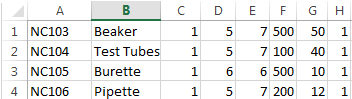 A B C D E F G H
1 NC103 Beaker 1 5 7 500 50 1
2 NC104 Test Tubes 1 5 7 100 40 1
3 NC105 Burette 1 6 6 500 10 1
4 NC106 Pipette 1 5 7 200 12 1